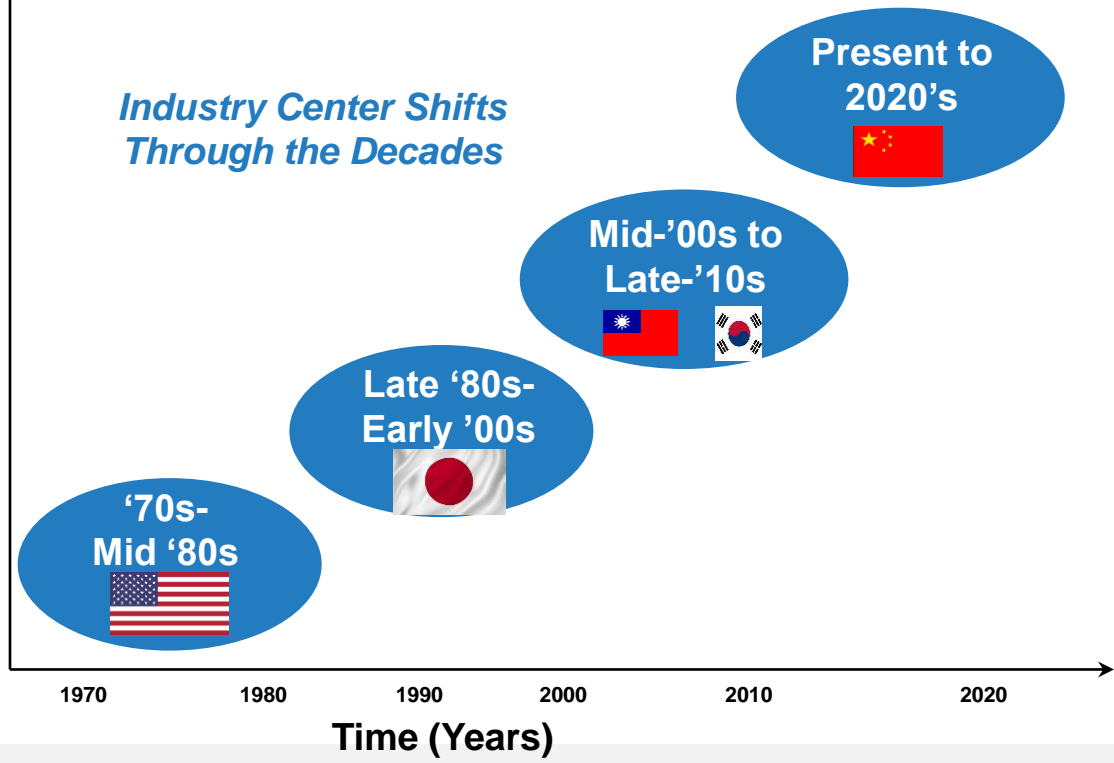 Industry Center Shifts
Through the Decades
Present to
2020’s
Mid-’00s to
Late-’10s
Late ‘80s-
Early ’00s
‘70s-
Mid ‘80s
1970 1980 1990 2000 2010 2020
Time (Years)